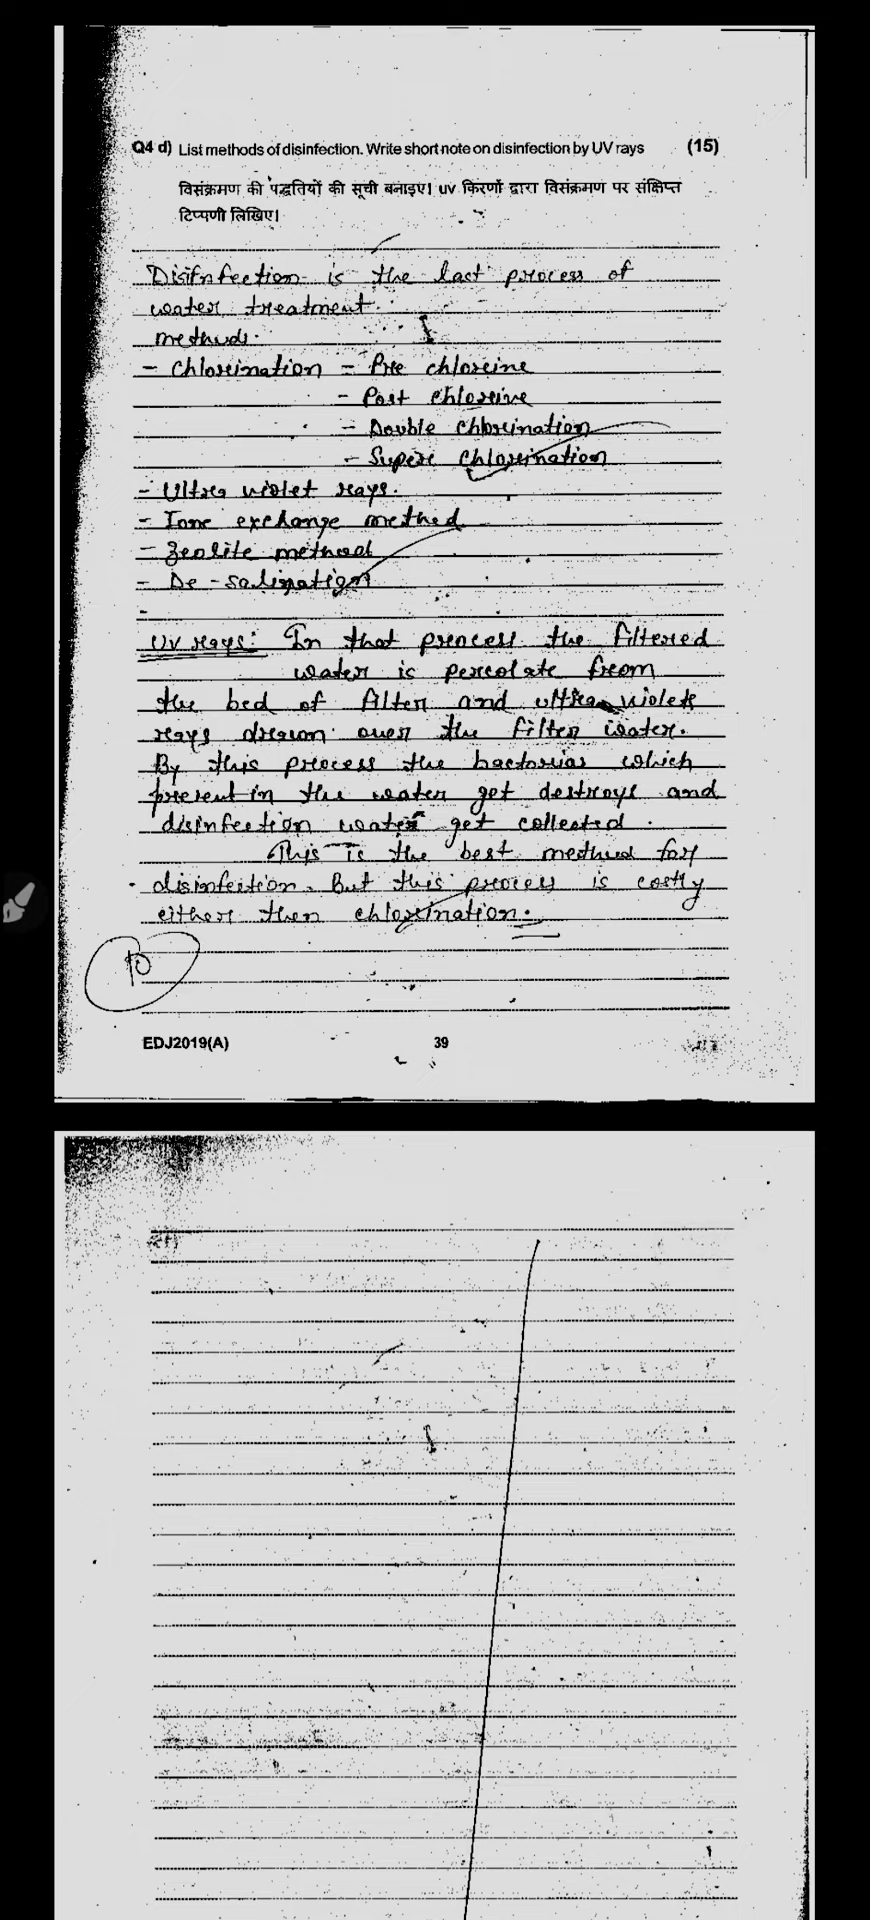 Q4 d) List methods of disinfection. Write short note on disinfection by UV rays (15)
विसंक्रमण की पद्धतियों की सूची बनाइए। uv किरणों द्वारा विसंक्रमण पर संक्षिप्त
टिप्पणी लिखिए।
Disinfection is the last process of
water treatment.
methods.
- Chlorination - Pre chlorine
- Post chlorine
- Double chlorination
- Super chlorination
- Ultra violet rays.
- Ione exchange method
- Zeolite method
- De-salination
-
UV rays: In that process the filtered
water is percolate from
the bed of filter and ultra violet
rays drawn over the filter water.
By this process the bacterias which
present in the water get destroys and
disinfection water get collected.
This is the best method for
disinfection. But this process is costly
either then chlorination.
10
EDJ2019(A) 39